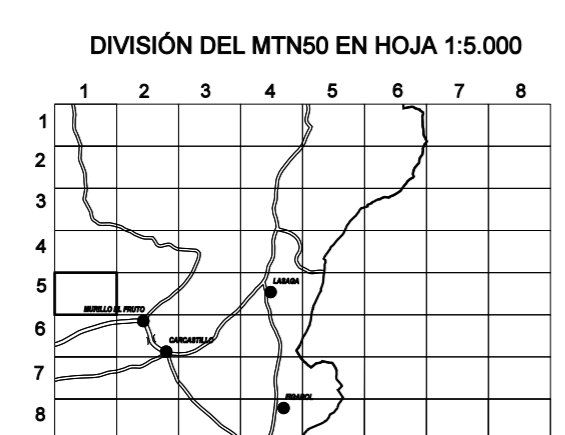 DIVISIÓN DEL MTN50 EN HOJA 1:5.000
1 2 3 4 5 6 7 8
1
2
3
4
5
LASAGA
MURILLO EL FRUTO
6
CARCASTILLO
7
FIGAROL
8